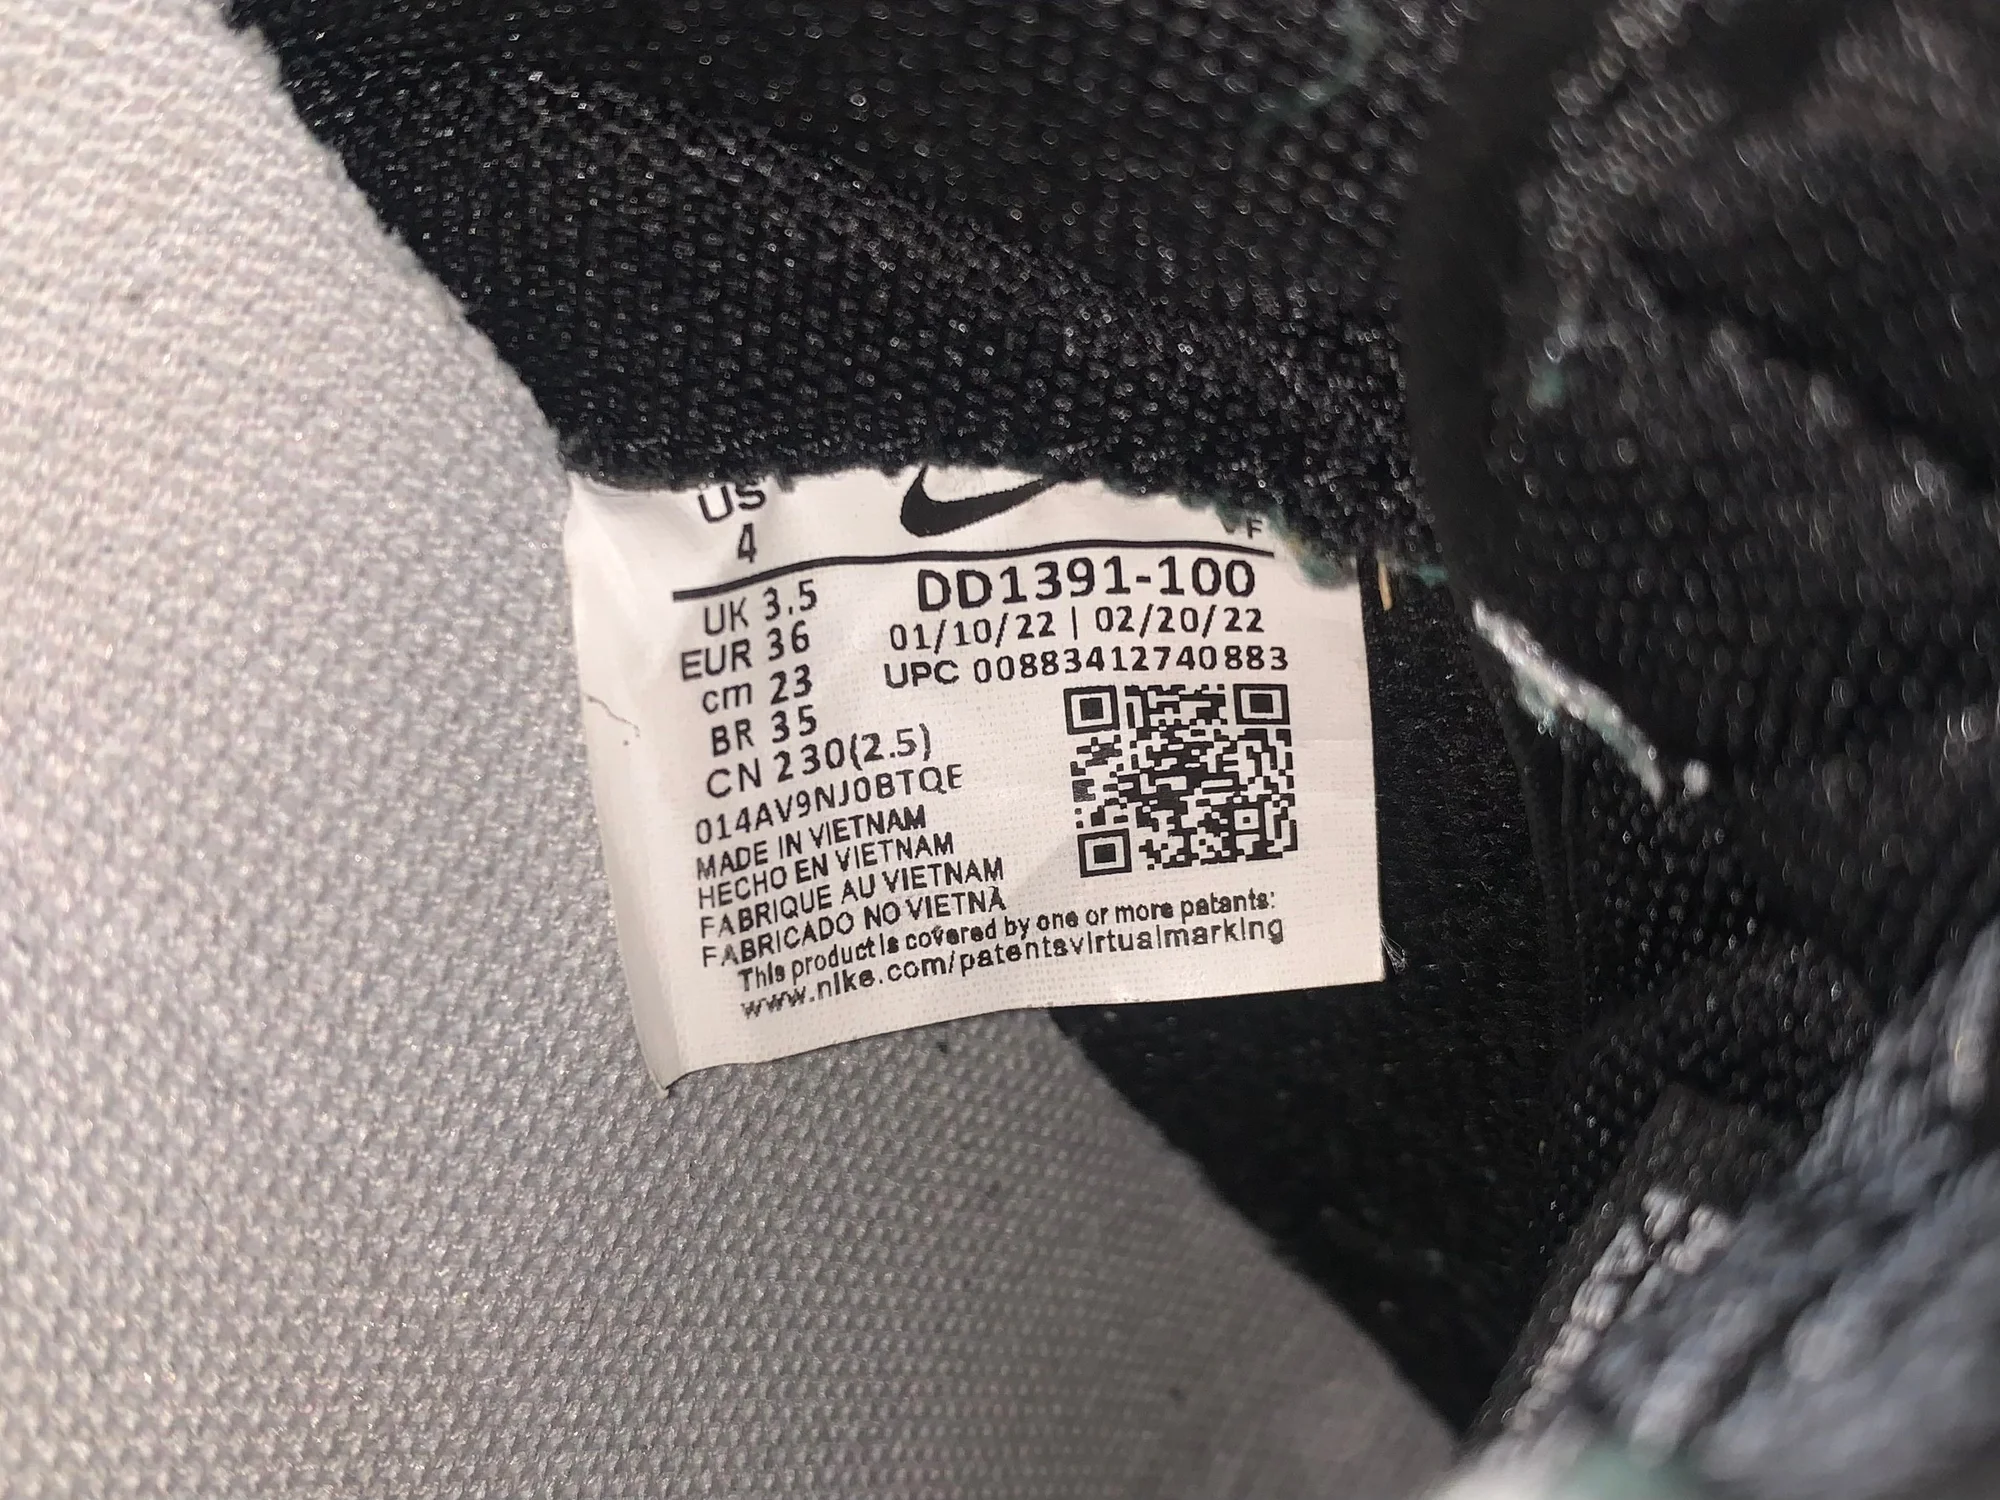 US
4
VF
UK 3.5
EUR 36
cm 23
BR 35
CN 230(2.5)
DD1391-100
01/10/22 | 02/20/22
UPC 00883412740883
014AV9NJ0BTQE
MADE IN VIETNAM
HECHO EN VIETNAM
FABRIQUE AU VIETNAM
FABRICADO NO VIETNÃ
This product is covered by one or more patents:
www.nike.com/patentsvirtualmarking